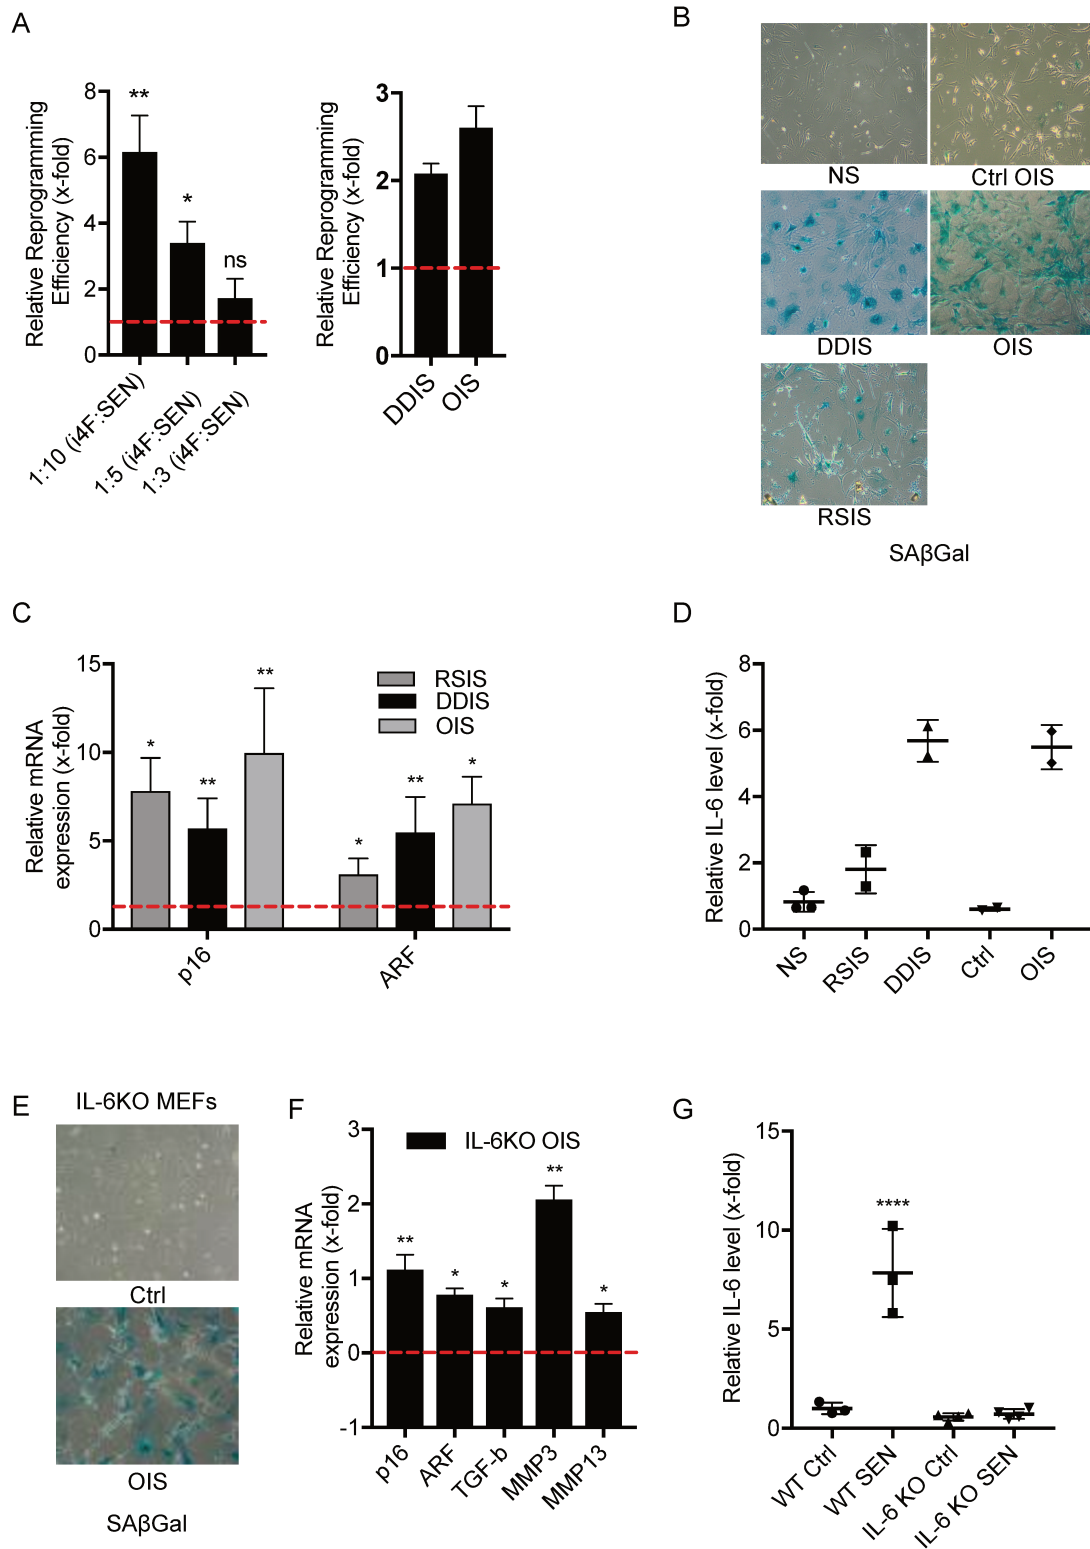 A
Relative Reprogramming
Efficiency (x-fold)
8
6
4
2
0
**
*
ns
1:10 (i4F:SEN)
1:5 (i4F:SEN)
1:3 (i4F:SEN)
Relative Reprogramming
Efficiency (x-fold)
3
2
1
0
DDIS
OIS
B
NS
Ctrl OIS
DDIS
OIS
RSIS
SAβGal
C
Relative mRNA
expression (x-fold)
15
10
5
0
*
**
**
*
**
*
RSIS
DDIS
OIS
p16
ARF
D
Relative IL-6 level (x-fold)
8
6
4
2
0
NS
RSIS
DDIS
Ctrl
OIS
E
IL-6KO MEFs
Ctrl
OIS
SAβGal
F
Relative mRNA
expression (x-fold)
3
2
1
0
-1
IL-6KO OIS
**
*
*
**
*
p16
ARF
TGF-b
MMP3
MMP13
G
Relative IL-6 level (x-fold)
15
10
5
0
****
WT Ctrl
WT SEN
IL-6 KO Ctrl
IL-6 KO SEN